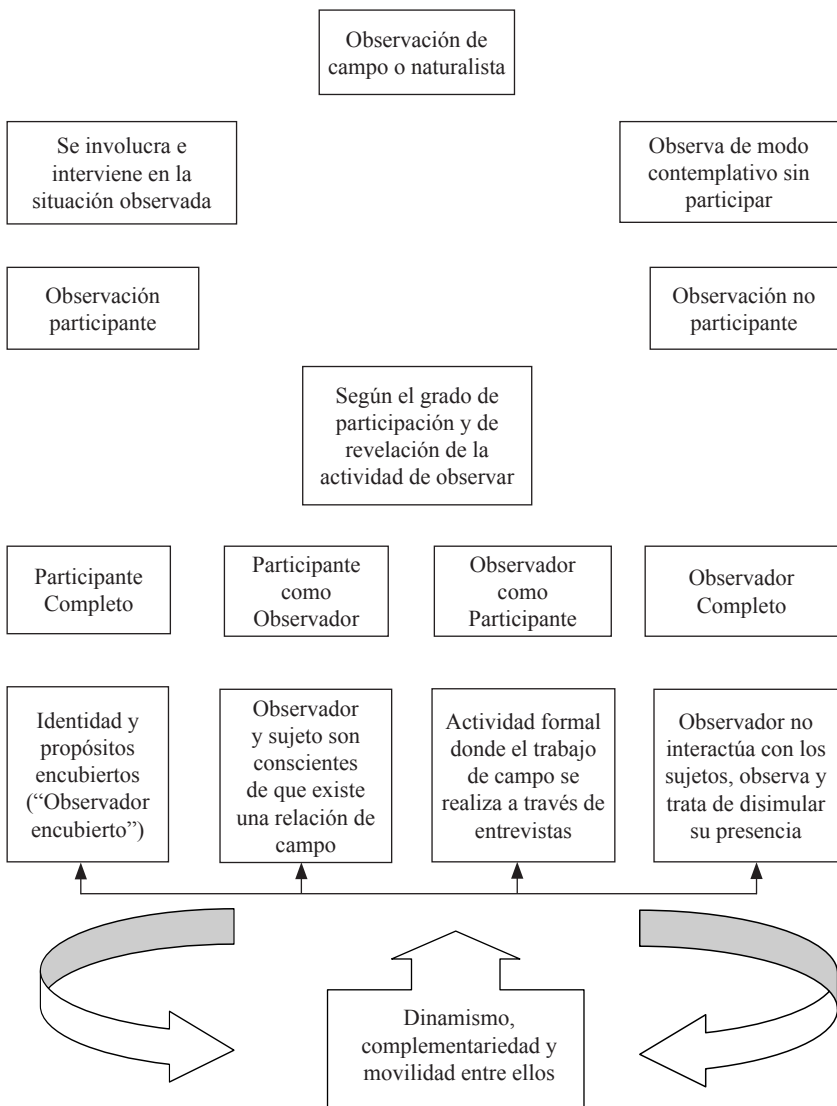 Observación de
campo o naturalista
Se involucra e
interviene en la
situación observada
Observa de modo
contemplativo sin
participar
Observación
participante
Observación no
participante
Según el grado de
participación y de
revelación de la
actividad de observar
Participante
Completo
Participante
como
Observador
Observador
como
Participante
Observador
Completo
Identidad y
propósitos
encubiertos
(“Observador
encubierto”)
Observador
y sujeto son
conscientes
de que existe
una relación de
campo
Actividad formal
donde el trabajo
de campo se
realiza a través de
entrevistas
Observador no
interactúa con los
sujetos, observa y
trata de disimular
su presencia
Dinamismo,
complementariedad y
movilidad entre ellos